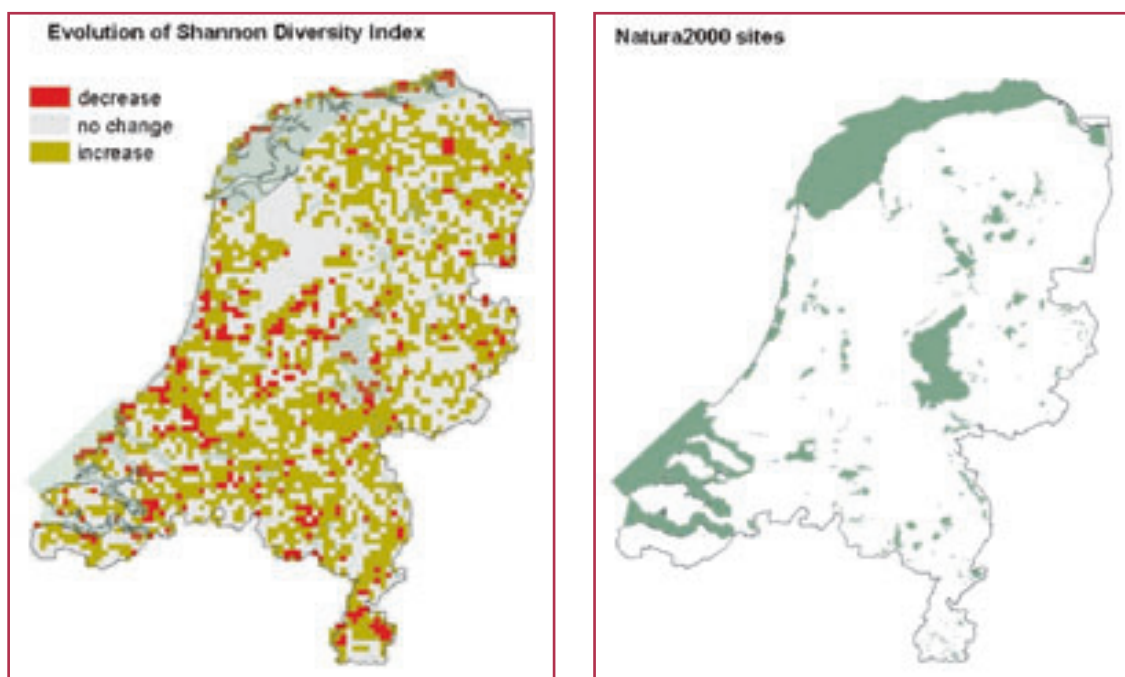 Evolution of Shannon Diversity Index
decrease
no change
increase
Natura2000 sites